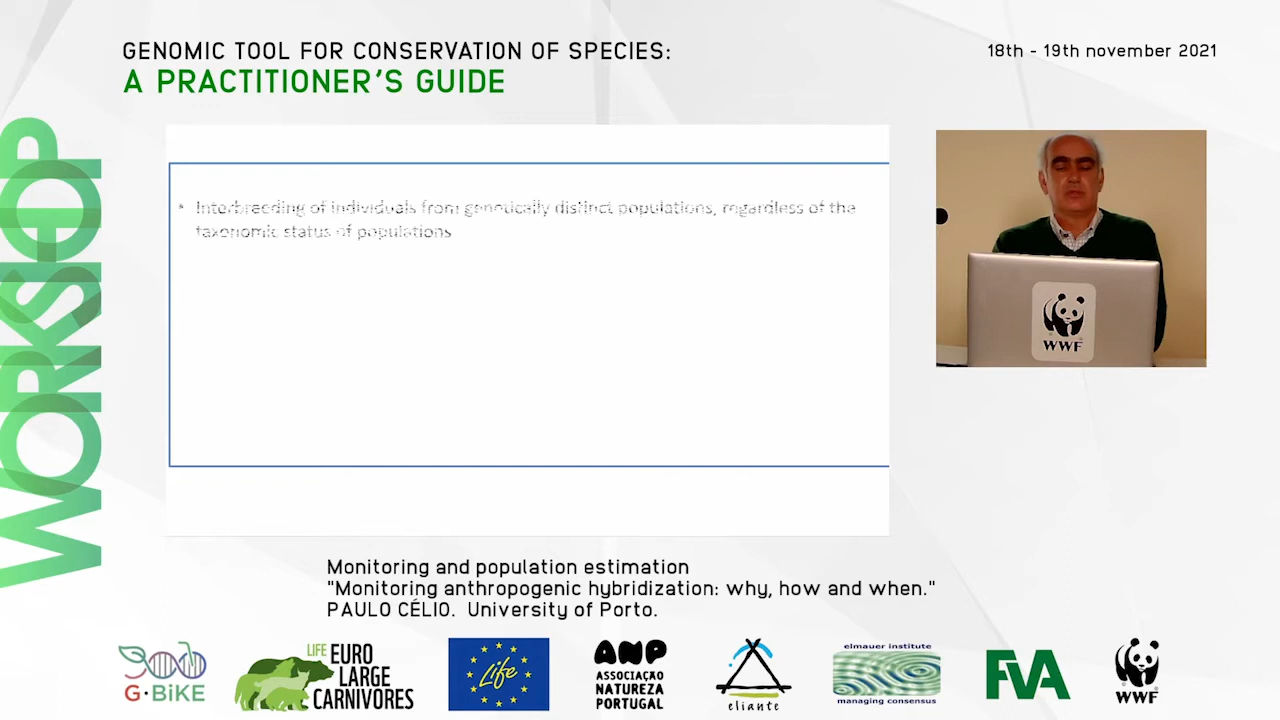 GENOMIC TOOL FOR CONSERVATION OF SPECIES:
A PRACTITIONER'S GUIDE
18th - 19th november 2021
WORKSHOP
* Interbreeding of individuals from genetically distinct populations, regardless of the
taxonomic status of populations
WWF
Monitoring and population estimation
"Monitoring anthropogenic hybridization: why, how and when."
PAULO CÉLIO. University of Porto.
G·BiKE
LIFE EURO
LARGE
CARNIVORES
Life
ANP
ASSOCIAÇÃO
NATUREZA
PORTUGAL
eliante
elmauer institute
managing consensus
FVA
WWF